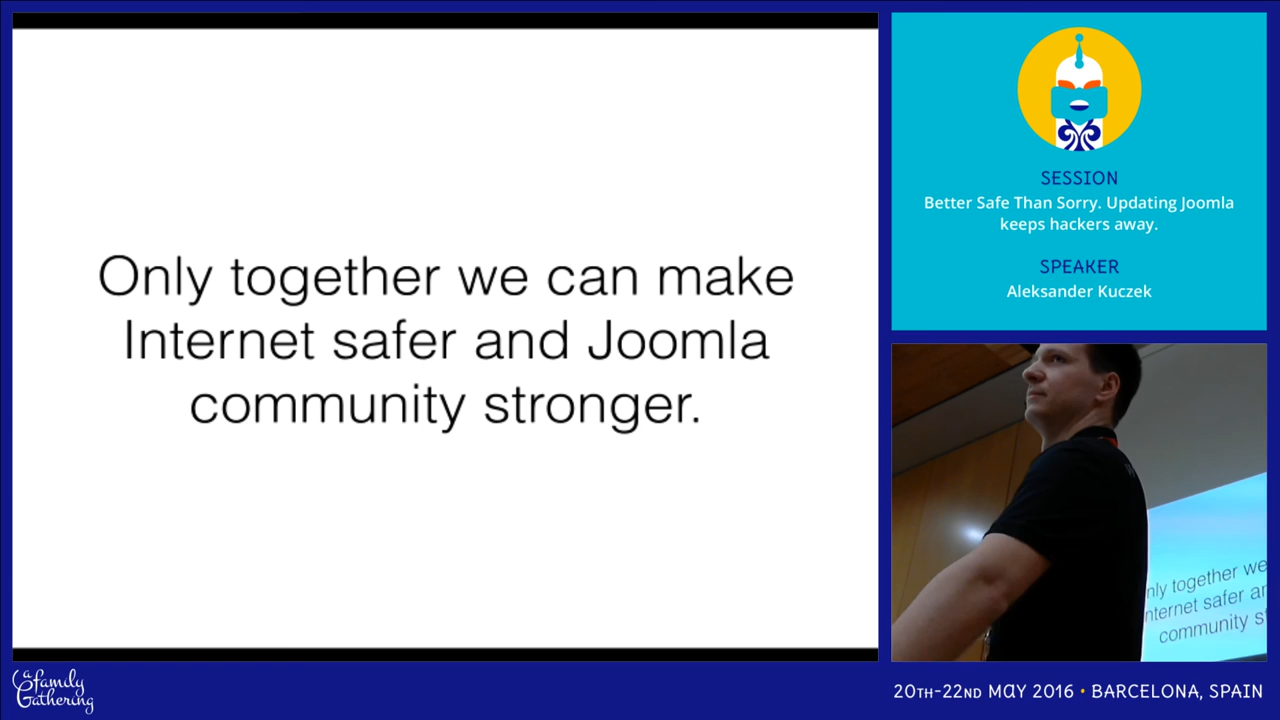 Only together we can make
Internet safer and Joomla
community stronger.
SESSION
Better Safe Than Sorry. Updating Joomla
keeps hackers away.
SPEAKER
Aleksander Kuczek
nly together we
nternet safer ar
community st
a family
Gathering
20TH-22ND MAY 2016 • BARCELONA, SPAIN